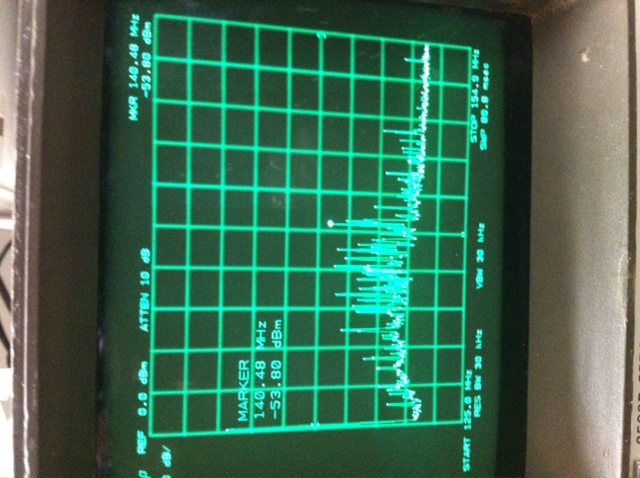 REF 0.0 dBm ATTEN 10 dB
MKR 140.48 MHz
-53.80 dBm
dB/
MARKER
140.48 MHz
-53.80 dBm
START 125.0 MHz
STOP 154.9 MHz
RES BW 30 kHz VBW 30 kHz SWP 89.8 msec